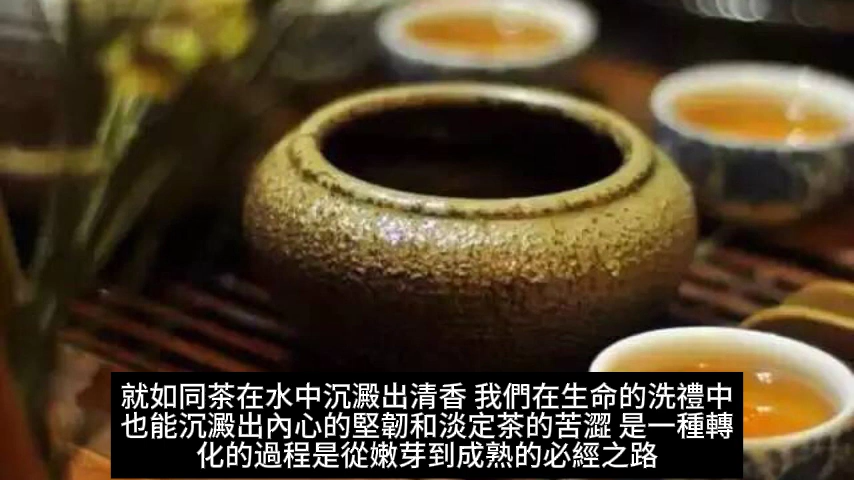 就如同茶在水中沉澱出清香 我們在生命的洗禮中
也能沉澱出內心的堅韌和淡定茶的苦澀 是一種轉
化的過程是從嫩芽到成熟的必經之路